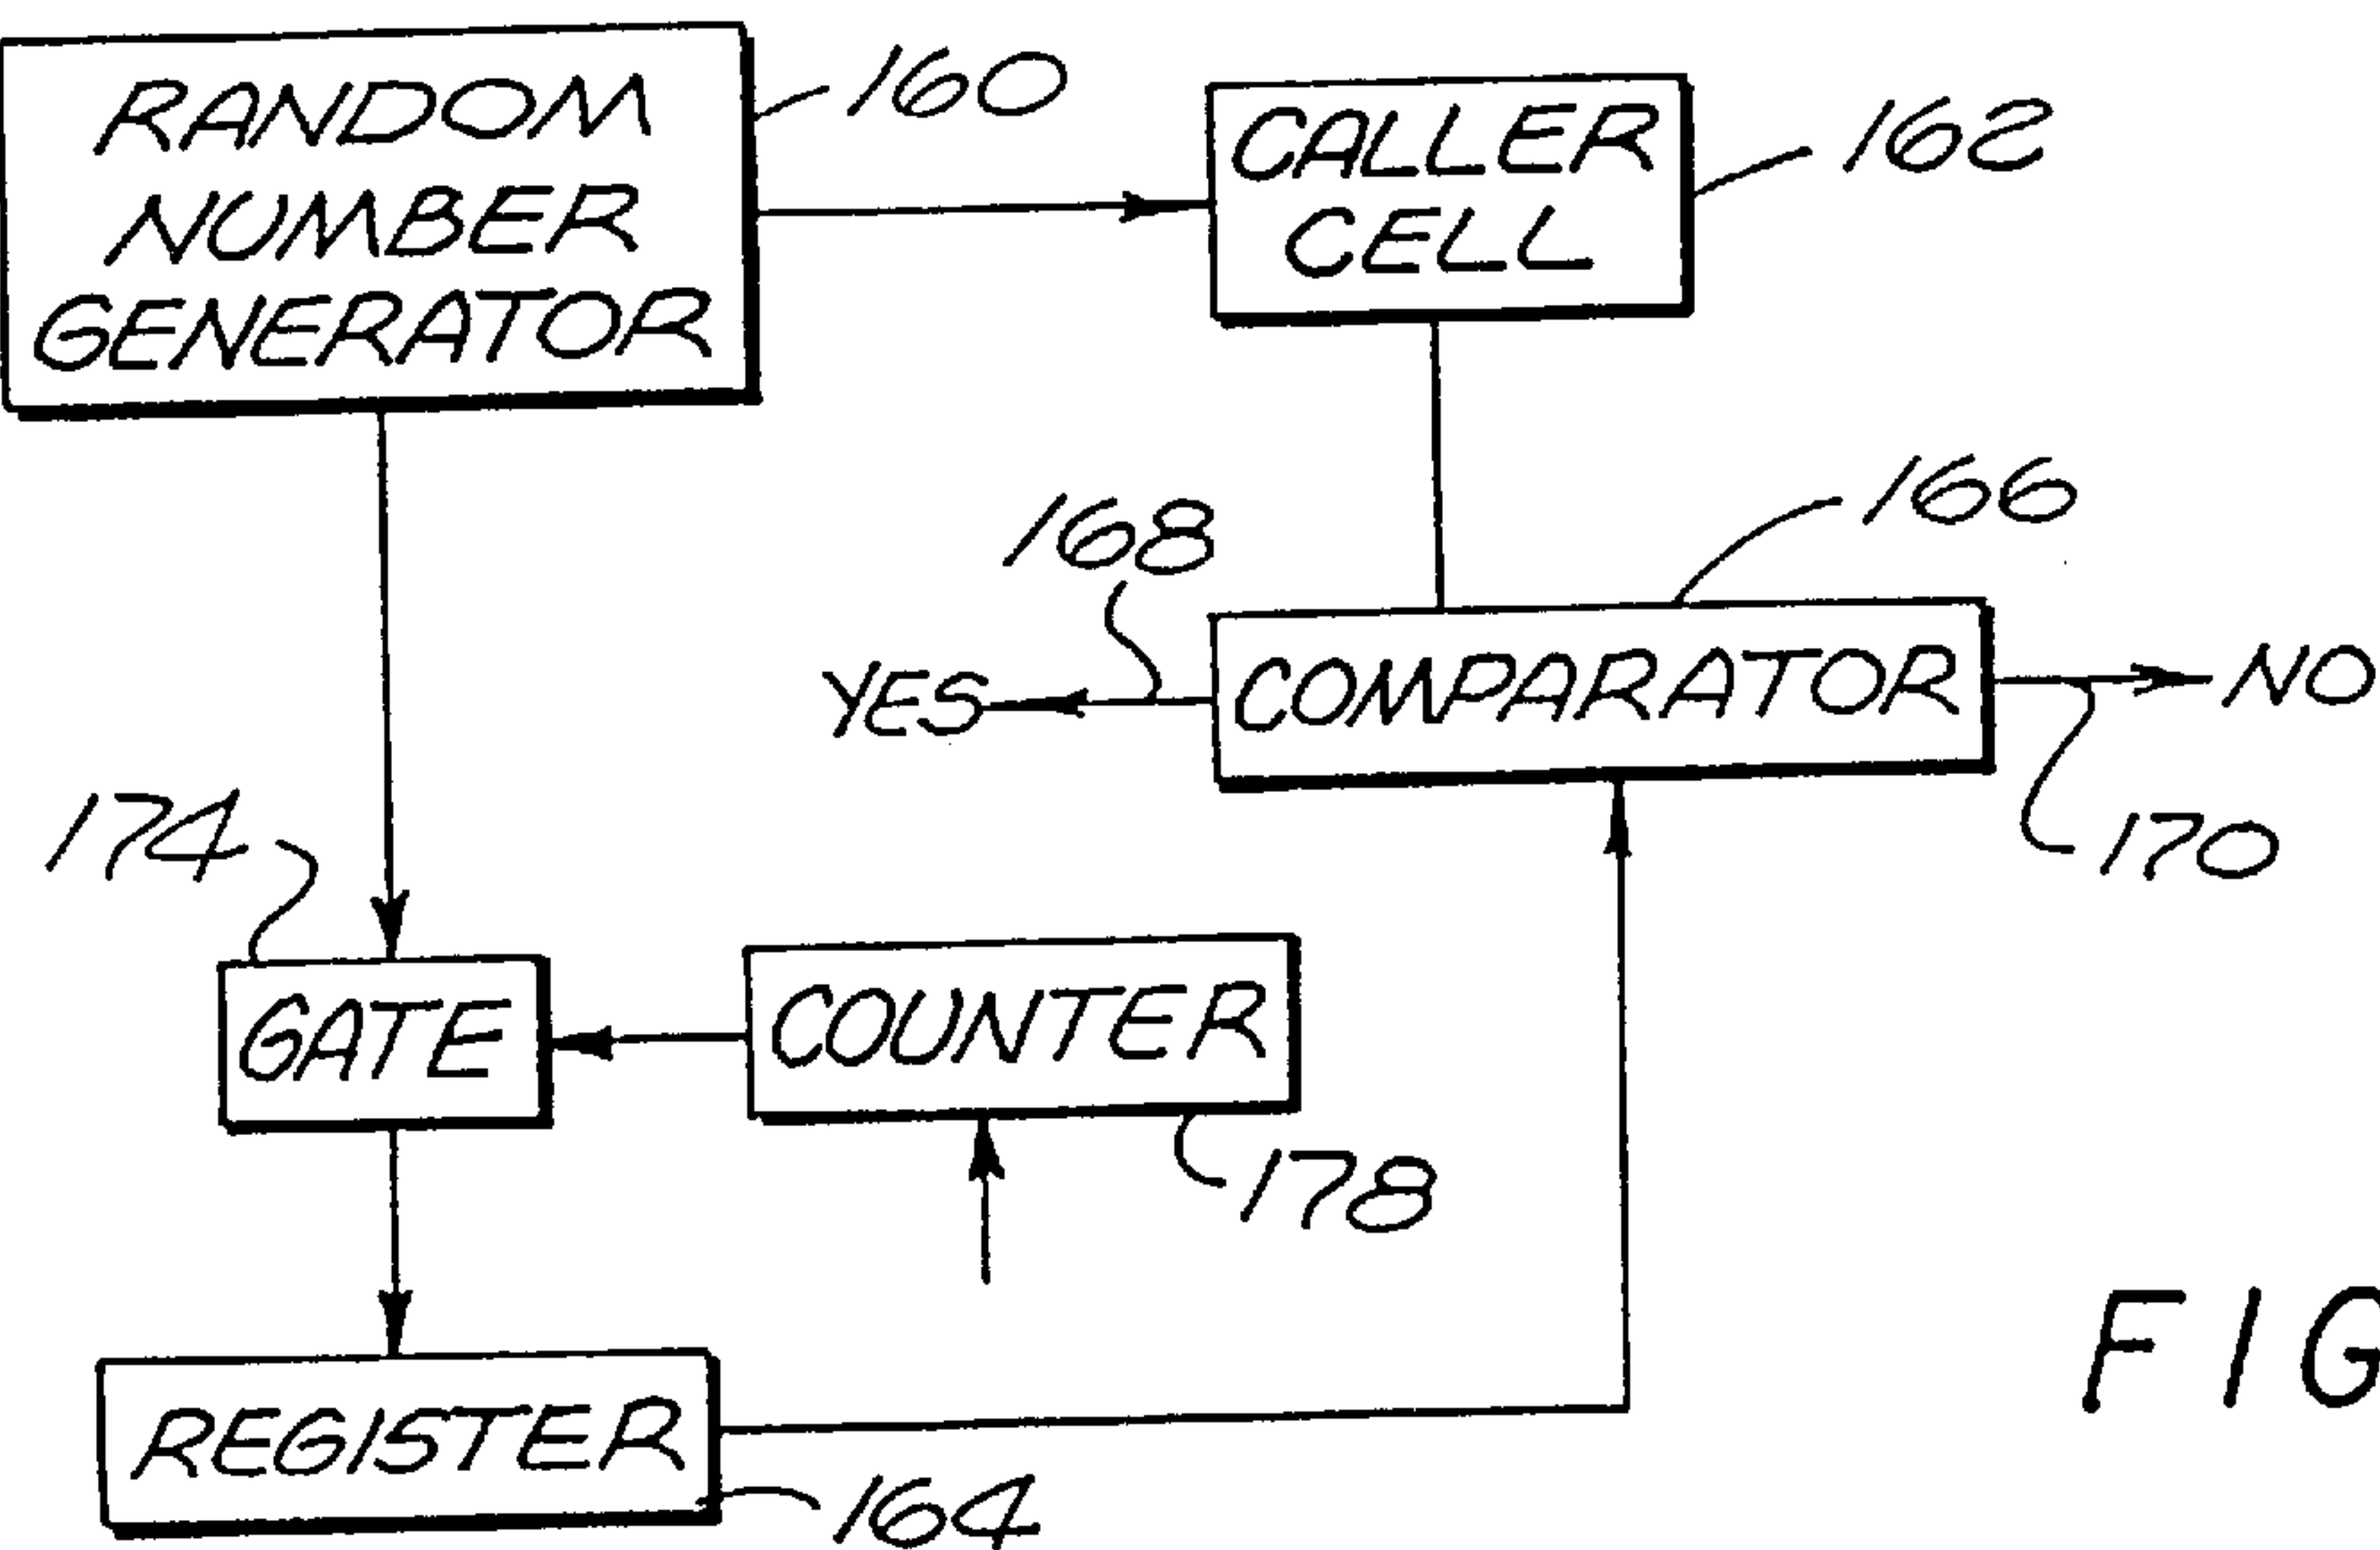 RANDOM
NUMBER
GENERATOR
160
CALLER
CELL
162
168
166
YES
COMPARATOR
NO
174
170
GATE
COUNTER
178
REGISTER
164
FIG